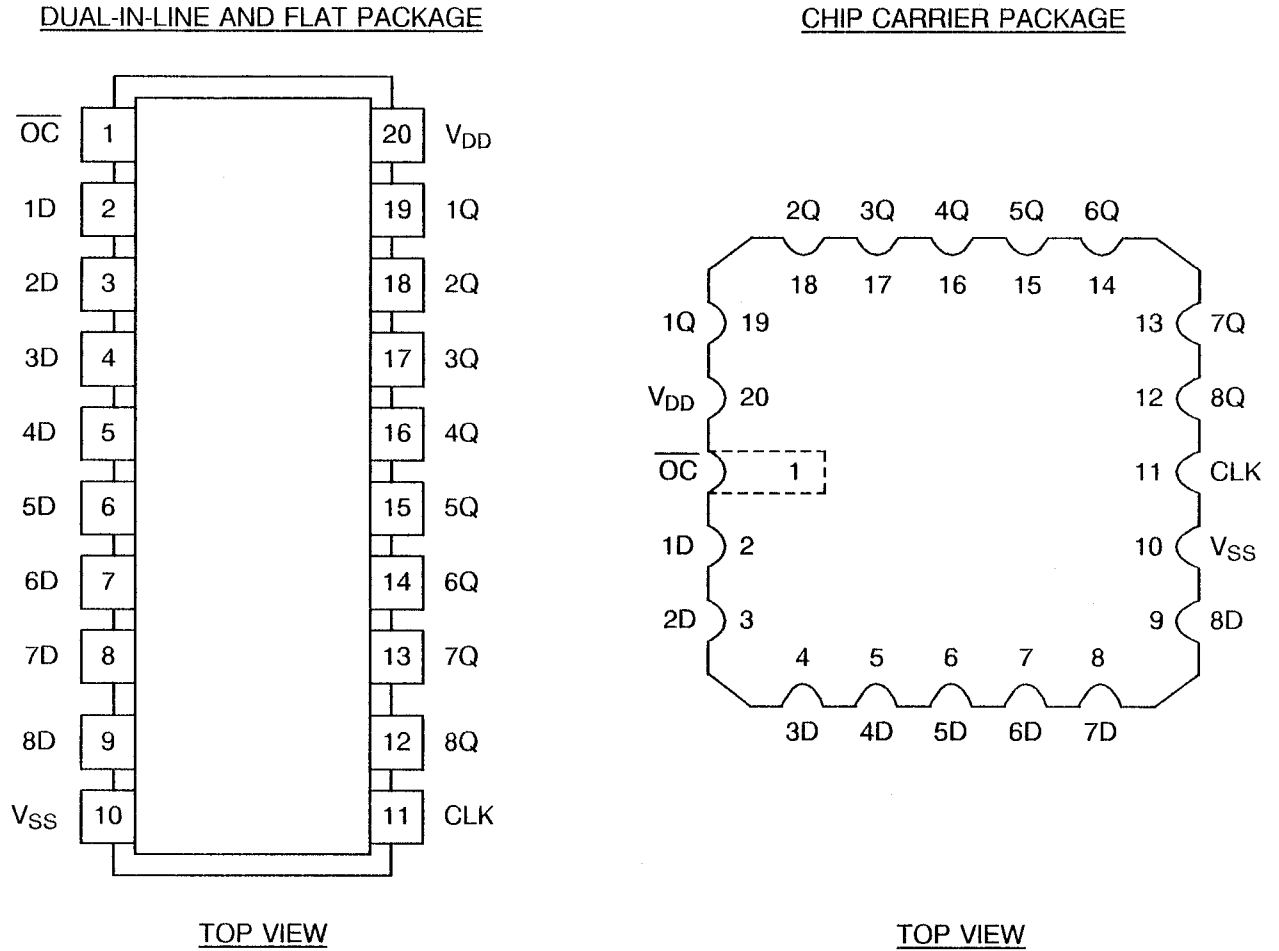 DUAL-IN-LINE AND FLAT PACKAGE
O̅C̅ 1 20 VDD
1D 2 19 1Q
2D 3 18 2Q
3D 4 17 3Q
4D 5 16 4Q
5D 6 15 5Q
6D 7 14 6Q
7D 8 13 7Q
8D 9 12 8Q
VSS 10 11 CLK
TOP VIEW
CHIP CARRIER PACKAGE
2Q 3Q 4Q 5Q 6Q
18 17 16 15 14
1Q 19 13 7Q
VDD 20 12 8Q
O̅C̅ 1 11 CLK
1D 2 10 VSS
2D 3 9 8D
4 5 6 7 8
3D 4D 5D 6D 7D
TOP VIEW